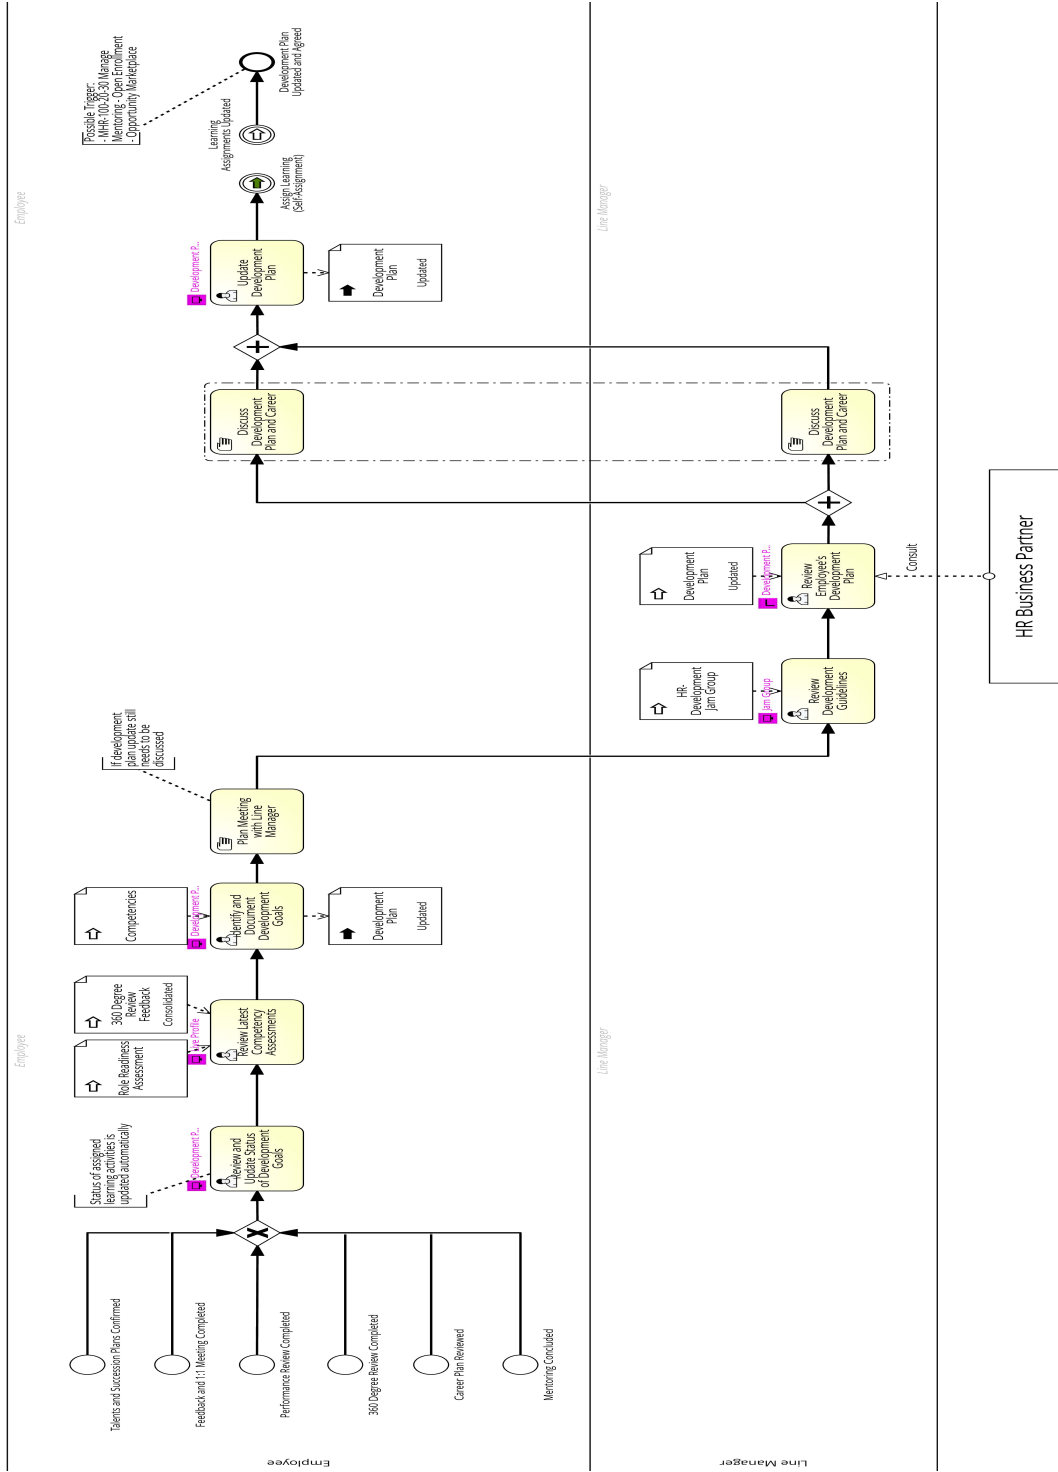 Employee
Line Manager
Talents and Succession Plans Confirmed
Feedback and 1:1 Meeting Completed
Performance Review Completed
360 Degree Review Completed
Career Plan Reviewed
Mentoring Concluded
Status of assigned
learning activities is
updated automatically
Development P...
Review and
Update Status
of Development
Goals
Role Readiness
Assessment
360 Degree
Review
Feedback
Consolidated
Profile
Review Latest
Competency
Assessments
Competencies
Development P...
Identify and
Document
Development
Goals
Development
Plan
Updated
If development
plan update still
needs to be
discussed
Plan Meeting
with Line
Manager
Employee
Line Manager
HR-
Development
Jam Group
Jam Group
Review
Development
Guidelines
Development
Plan
Updated
Development P...
Review
Employee's
Development
Plan
Consult
HR Business Partner
Discuss
Development
Plan and Career
Discuss
Development
Plan and Career
Development P...
Update
Development
Plan
Development
Plan
Updated
Assign Learning
(Self-Assignment)
Learning
Assignments Updated
Development Plan
Updated and Agreed
Possible Trigger:
- MHR-100-20-30 Manage
Mentoring - Open Enrollment
- Opportunity Marketplace
Employee
Line Manager